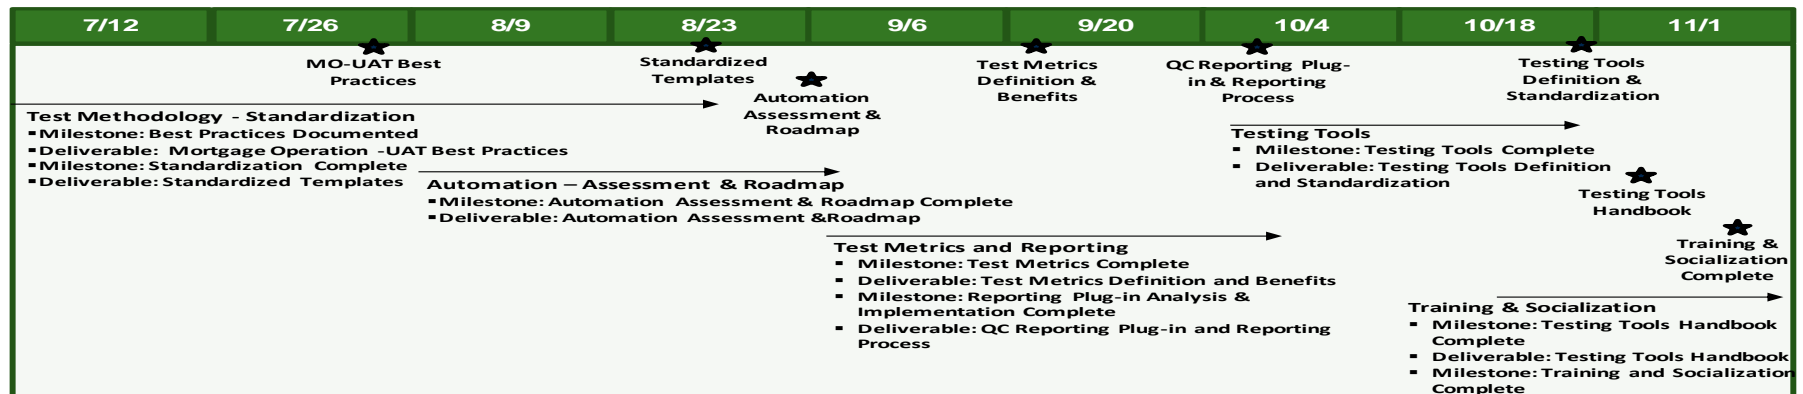 7/12 7/26 8/9 8/23 9/6 9/20 10/4 10/18 11/1
MO-UAT Best
Practices
Standardized
Templates
Automation
Assessment &
Roadmap
Test Metrics
Definition &
Benefits
QC Reporting Plug-
in & Reporting
Process
Testing Tools
Definition &
Standardization
Test Methodology - Standardization
▪Milestone: Best Practices Documented
▪Deliverable: Mortgage Operation -UAT Best Practices
▪Milestone: Standardization Complete
▪Deliverable: Standardized Templates
Automation – Assessment & Roadmap
▪Milestone: Automation Assessment & Roadmap Complete
▪Deliverable: Automation Assessment &Roadmap
Test Metrics and Reporting
▪ Milestone: Test Metrics Complete
▪ Deliverable: Test Metrics Definition and Benefits
▪ Milestone: Reporting Plug-in Analysis &
Implementation Complete
▪ Deliverable: QC Reporting Plug-in and Reporting
Process
Testing Tools
▪ Milestone: Testing Tools Complete
▪ Deliverable: Testing Tools Definition
and Standardization
Testing Tools
Handbook
Training &
Socialization
Complete
Training & Socialization
▪ Milestone: Testing Tools Handbook
Complete
▪ Deliverable: Testing Tools Handbook
▪ Milestone: Training and Socialization
Complete